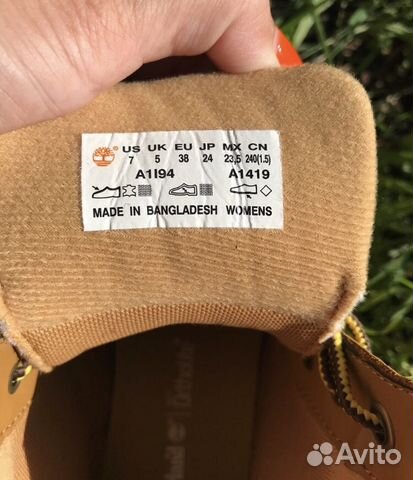 US UK EU JP MX CN
7 5 38 24 23,5 240(1.5)
A1I94 A1419
MADE IN BANGLADESH WOMENS
Ortholite
Avito